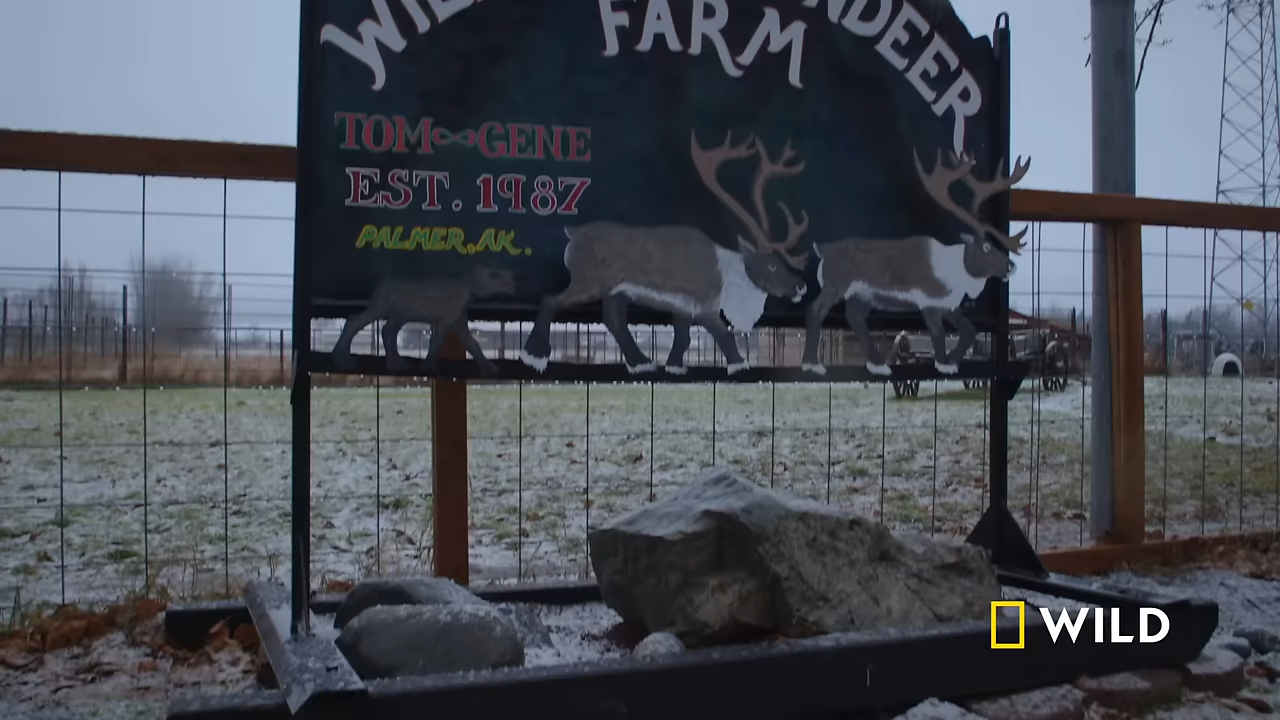 FARM
TOM∞GENE
EST. 1987
PALMER, AK.
WILD